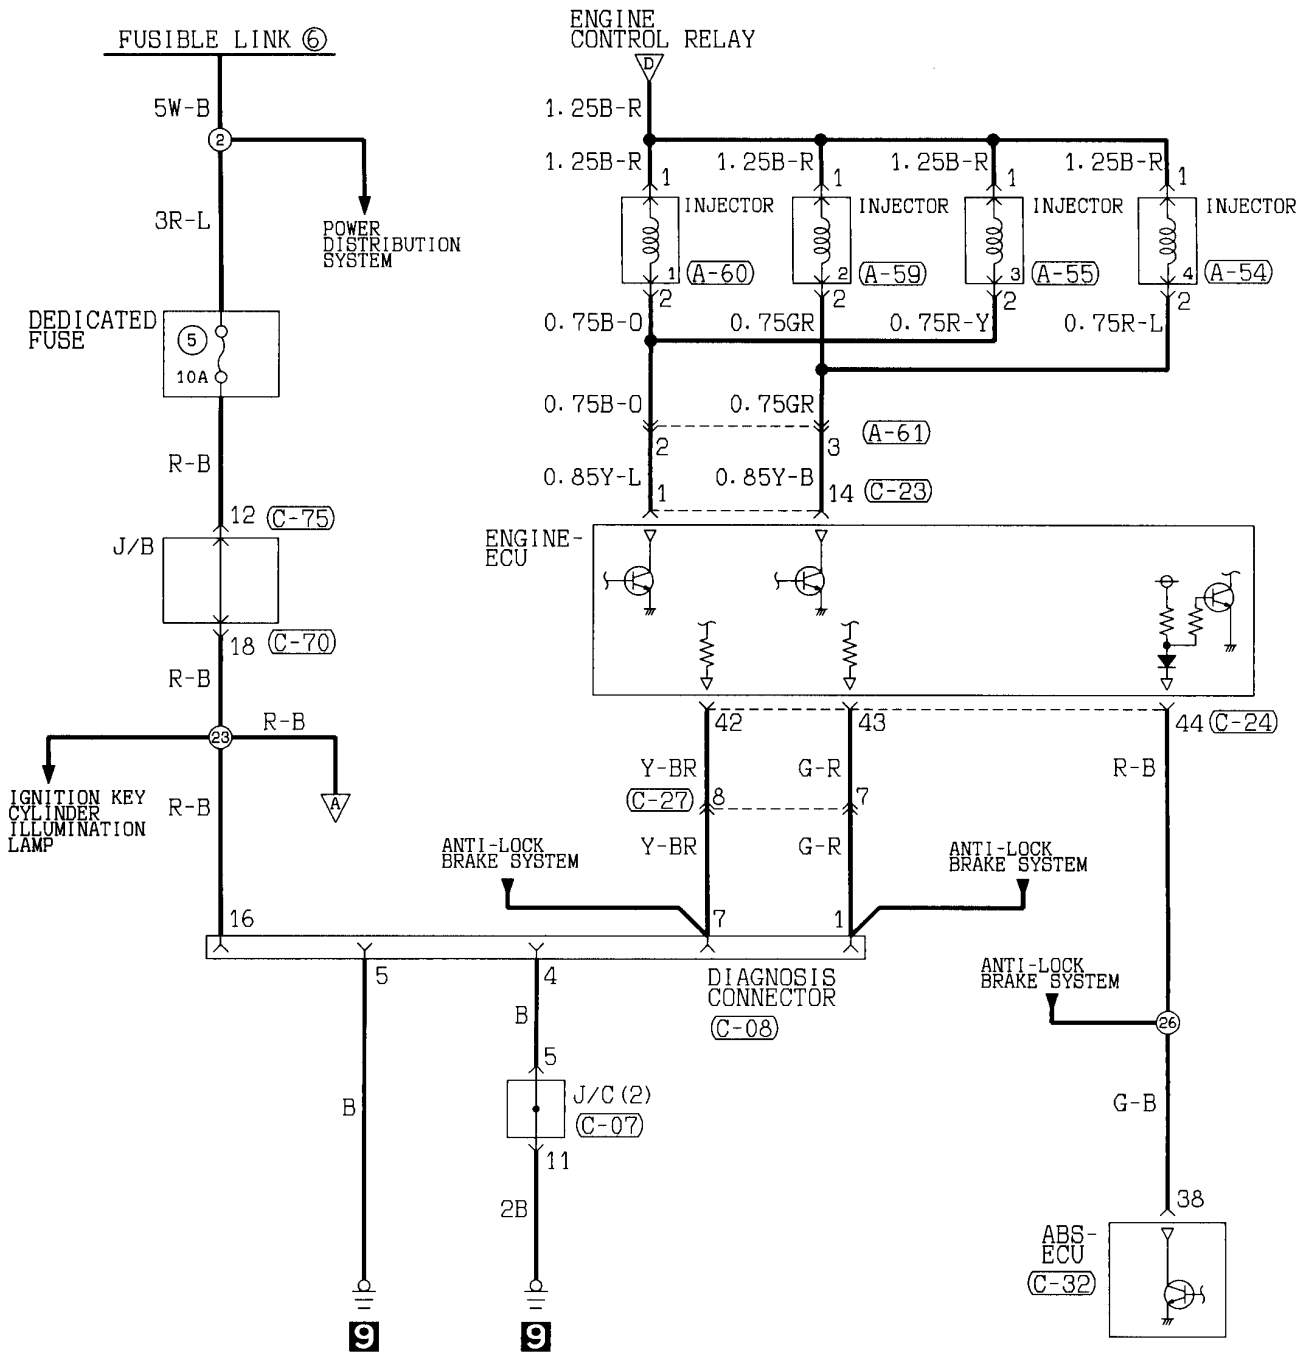 FUSIBLE LINK ⑥
ENGINE
CONTROL RELAY
D
5W-B
1.25B-R
2
1.25B-R
1
1.25B-R
1
1.25B-R
1
1.25B-R
1
3R-L
POWER
DISTRIBUTION
SYSTEM
INJECTOR
INJECTOR
INJECTOR
INJECTOR
1
A-60
2
A-59
3
A-55
4
A-54
2
2
2
2
DEDICATED
FUSE
5
10A
0.75B-O
0.75GR
0.75R-Y
0.75R-L
0.75B-O
0.75GR
2
3
A-61
R-B
0.85Y-L
1
0.85Y-B
14
C-23
12
C-75
J/B
ENGINE-
ECU
18
C-70
R-B
23
R-B
42
43
44
C-24
IGNITION KEY
CYLINDER
ILLUMINATION
LAMP
R-B
A
Y-BR
G-R
R-B
C-27
8
7
ANTI-LOCK
BRAKE SYSTEM
Y-BR
G-R
ANTI-LOCK
BRAKE SYSTEM
16
7
1
5
4
DIAGNOSIS
CONNECTOR
C-08
ANTI-LOCK
BRAKE SYSTEM
26
B
5
B
J/C(2)
C-07
11
G-B
2B
38
ABS-
ECU
C-32
9
9